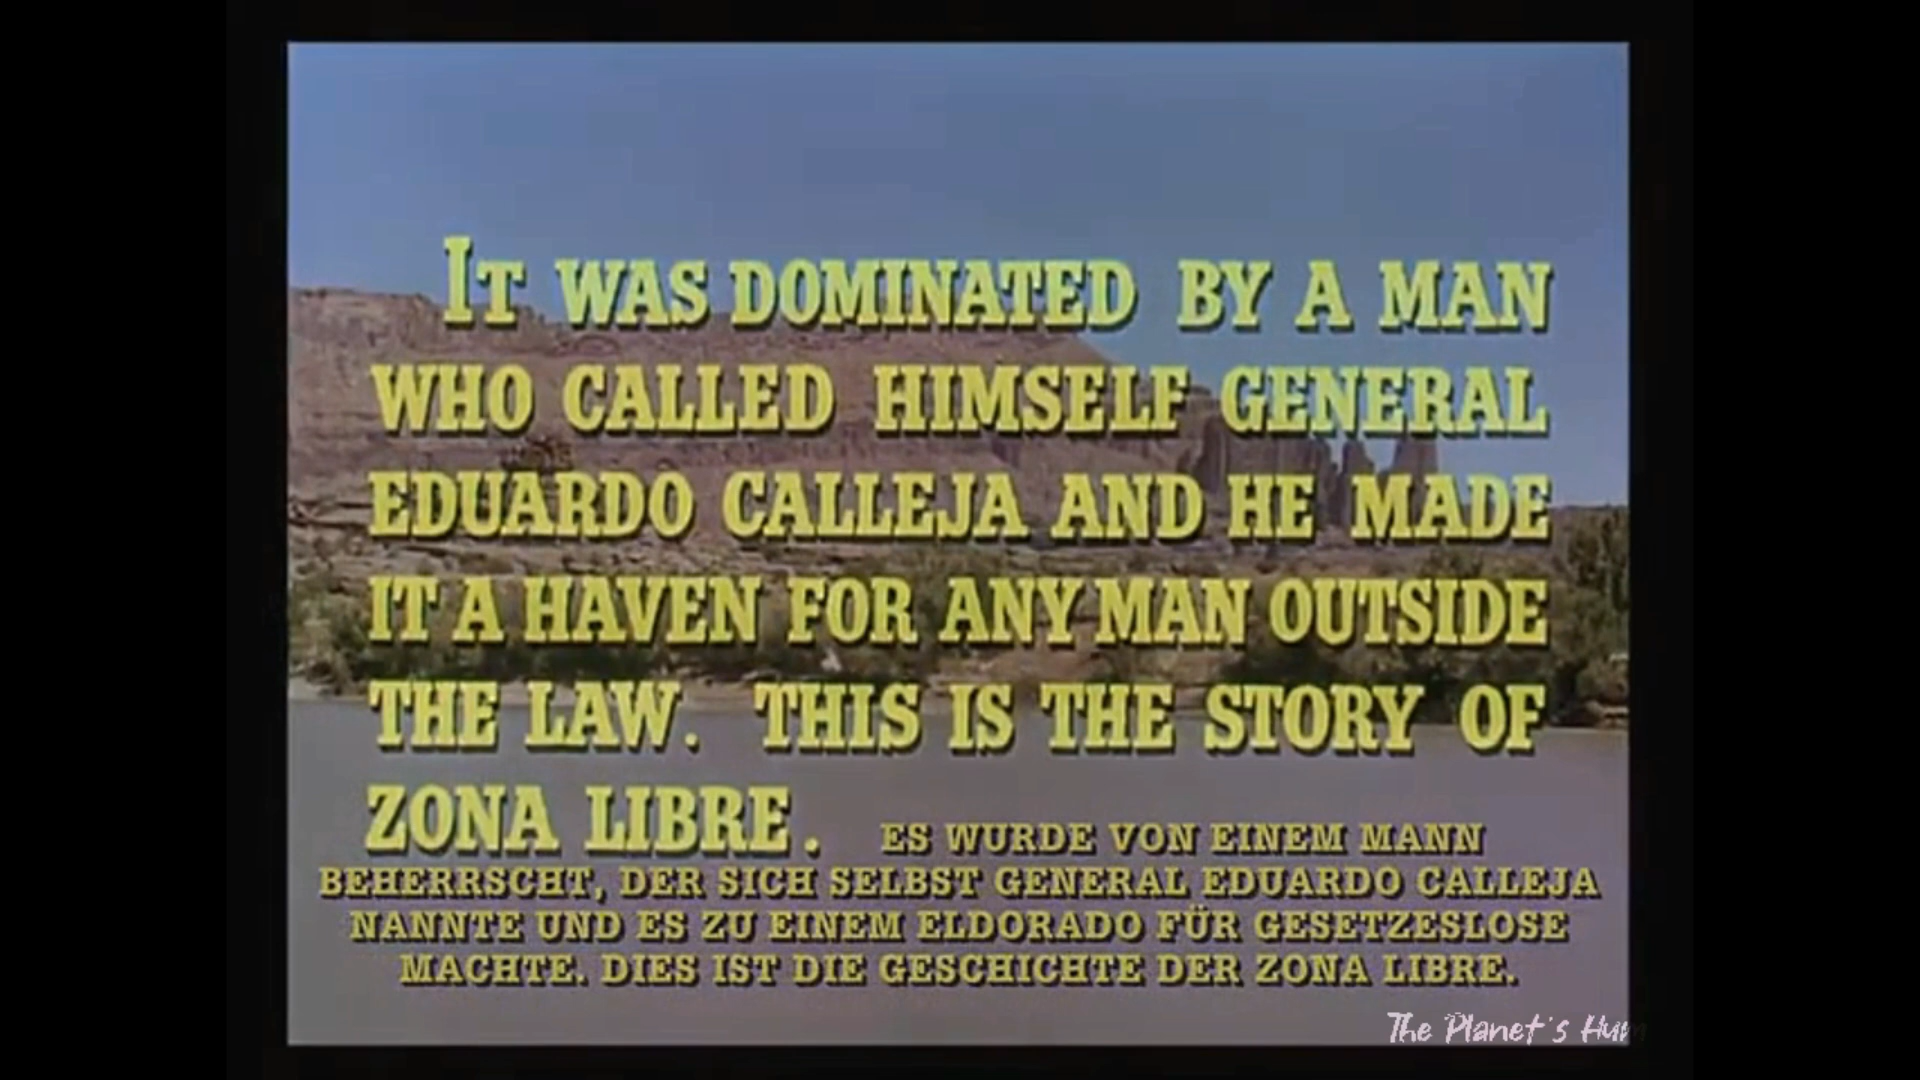 IT WAS DOMINATED BY A MAN
WHO CALLED HIMSELF GENERAL
EDUARDO CALLEJA AND HE MADE
IT A HAVEN FOR ANY MAN OUTSIDE
THE LAW. THIS IS THE STORY OF
ZONA LIBRE.
ES WURDE VON EINEM MANN
BEHERRSCHT, DER SICH SELBST GENERAL EDUARDO CALLEJA
NANNTE UND ES ZU EINEM ELDORADO FÜR GESETZESLOSE
MACHTE. DIES IST DIE GESCHICHTE DER ZONA LIBRE.
The Planet's